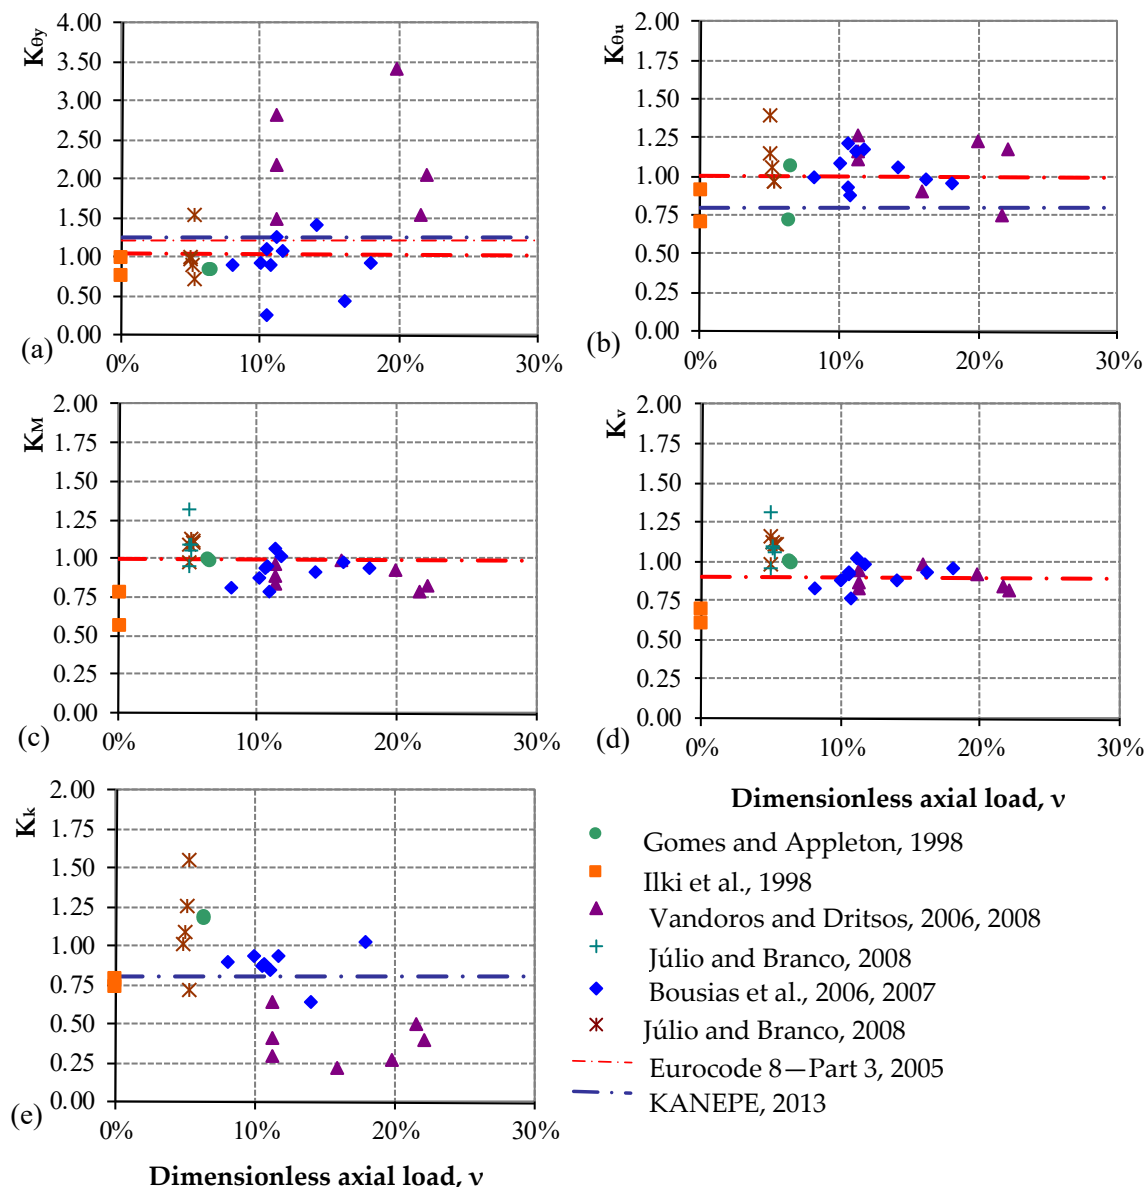 K_θy
4.00
3.50
3.00
2.50
2.00
1.50
1.00
0.50
0.00
(a)
0% 10% 20% 30%
K_θu
2.00
1.75
1.50
1.25
1.00
0.75
0.50
0.25
0.00
(b)
0% 10% 20% 30%
K_M
2.00
1.75
1.50
1.25
1.00
0.75
0.50
0.25
0.00
(c)
0% 10% 20% 30%
K_v
2.00
1.75
1.50
1.25
1.00
0.75
0.50
0.25
0.00
(d)
0% 10% 20% 30%
Dimensionless axial load, ν
K_k
2.00
1.75
1.50
1.25
1.00
0.75
0.50
0.25
0.00
(e)
0% 10% 20% 30%
Dimensionless axial load, ν
Gomes and Appleton, 1998
Ilki et al., 1998
Vandoros and Dritsos, 2006, 2008
Júlio and Branco, 2008
Bousias et al., 2006, 2007
Júlio and Branco, 2008
Eurocode 8—Part 3, 2005
KANEPE, 2013